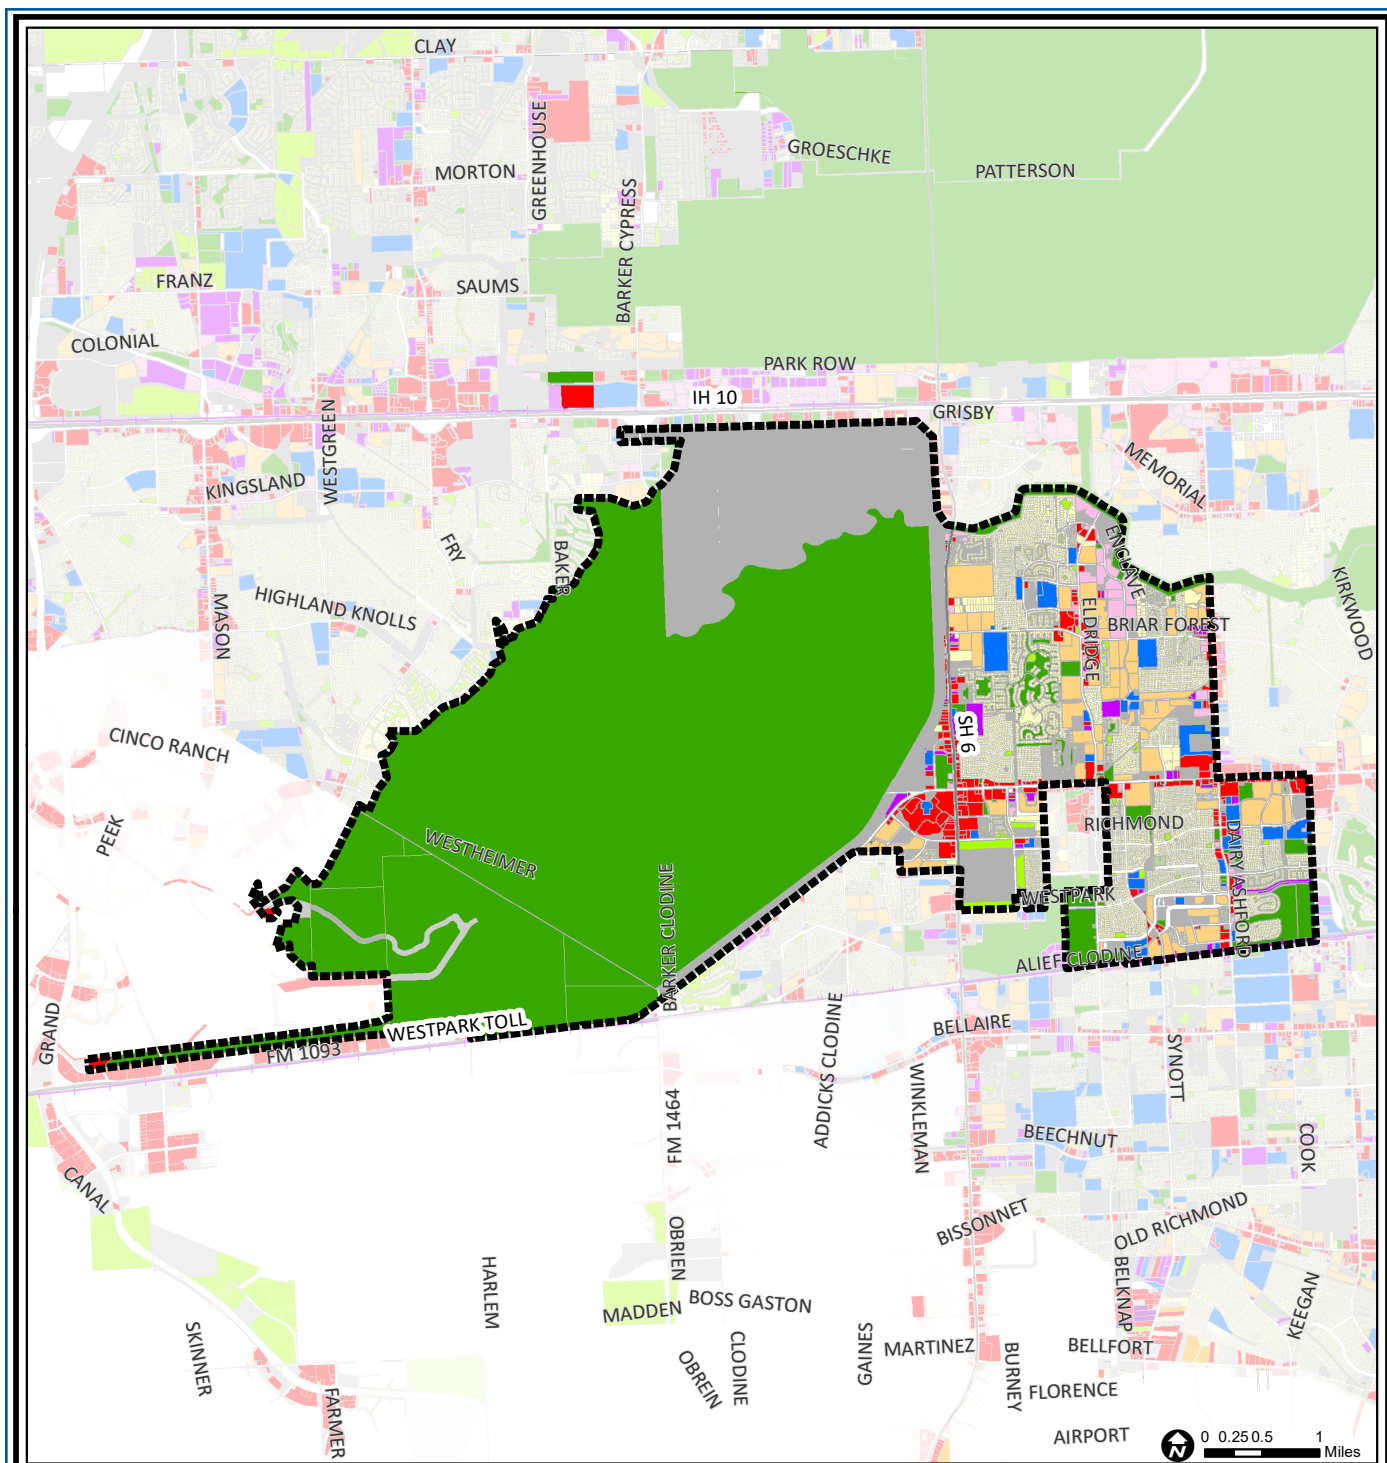 CLAY
GREENHOUSE
GROESCHKE
MORTON
PATTERSON
BARKER CYPRESS
FRANZ
SAUMS
COLONIAL
PARK ROW
IH 10
GRISBY
WESTGREEN
MEMORIAL
KINGSLAND
FRY
BAKER
ENCLAVE
KIRKWOOD
HIGHLAND KNOLLS
MASON
ELDRIDGE
BRIAR FOREST
CINCO RANCH
SH 6
PEEK
WESTHEIMER
RICHMOND
DAIRY ASHFORD
BARKER CLODINE
WESTPARK
ALIEF CLODINE
GRAND
WESTPARK TOLL
FM 1093
ADDICKS CLODINE
BELLAIRE
SYNOTT
WINKLEMAN
FM 1464
BEECHNUT
COOK
CANAL
BISSONNET
OLD RICHMOND
OBRIEN
HARLEM
BELKNAP
KEEGAN
MADDEN
BOSS GASTON
SKINNER
CLODINE
GAINES
MARTINEZ
BURNEY
BELLFORT
OBREIN
FARMER
FLORENCE
AIRPORT
N
0 0.25 0.5 1
Miles